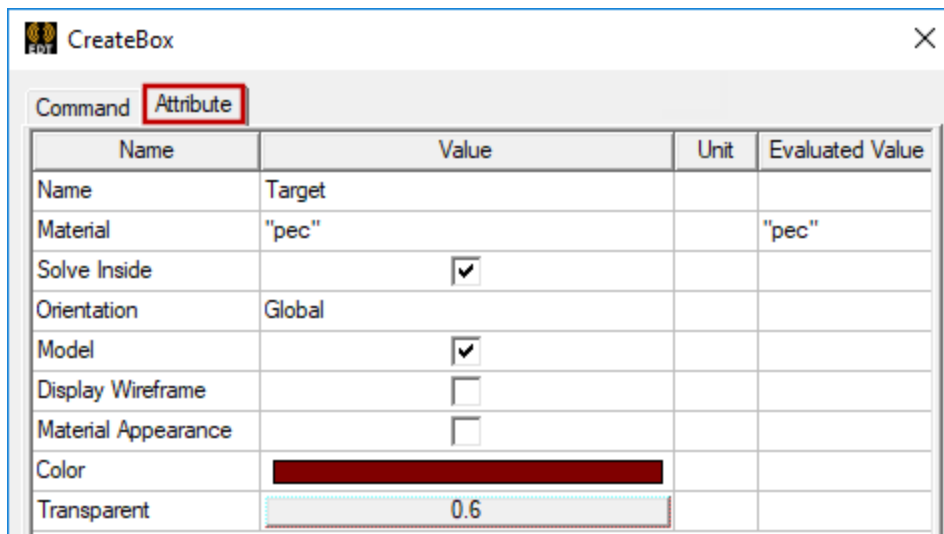 EDT CreateBox
Command Attribute
Name Value Unit Evaluated Value
Name Target
Material "pec" "pec"
Solve Inside
Orientation Global
Model
Display Wireframe
Material Appearance
Color
Transparent 0.6